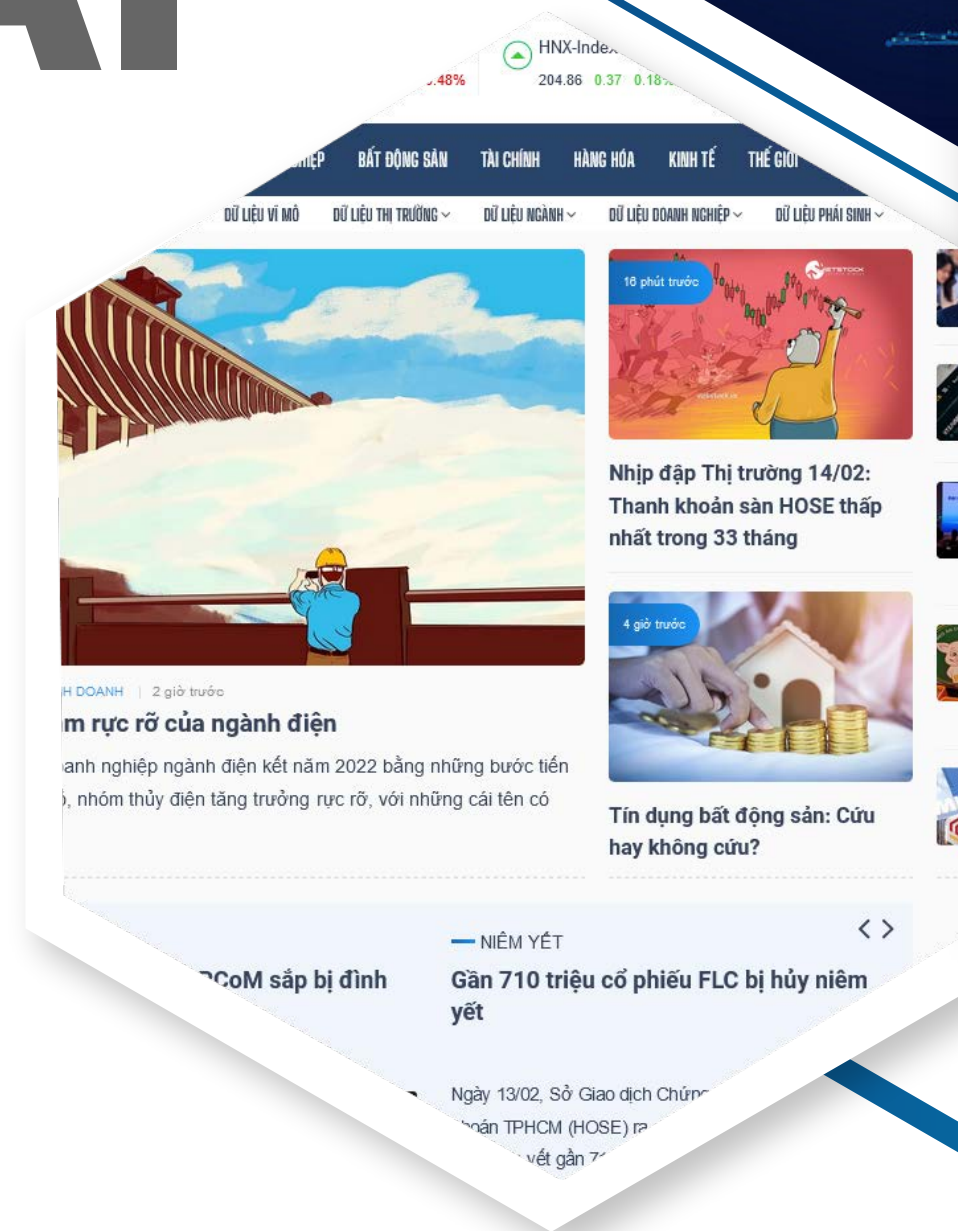 AI
HNX-Index
.48%
204.86 0.37 0.18%
BẤT ĐỘNG SẢN TÀI CHÍNH HÀNG HÓA KINH TẾ THẾ GIỚI
DỮ LIỆU VĨ MÔ DỮ LIỆU THỊ TRƯỜNG DỮ LIỆU NGÀNH DỮ LIỆU DOANH NGHIỆP DỮ LIỆU PHÁI SINH
16 phút trước
Nhịp đập Thị trường 14/02:
Thanh khoản sàn HOSE thấp
nhất trong 33 tháng
4 giờ trước
Tín dụng bất động sản: Cứu
hay không cứu?
H DOANH | 2 giờ trước
rực rỡ của ngành điện
anh nghiệp ngành điện kết năm 2022 bằng những bước tiến
, nhóm thủy điện tăng trưởng rực rỡ, với những cái tên có
CoM sắp bị đình
NIÊM YẾT
Gần 710 triệu cổ phiếu FLC bị hủy niêm
yết
Ngày 13/02, Sở Giao dịch Chứng
khoán TPHCM (HOSE) ra
yết gần 71